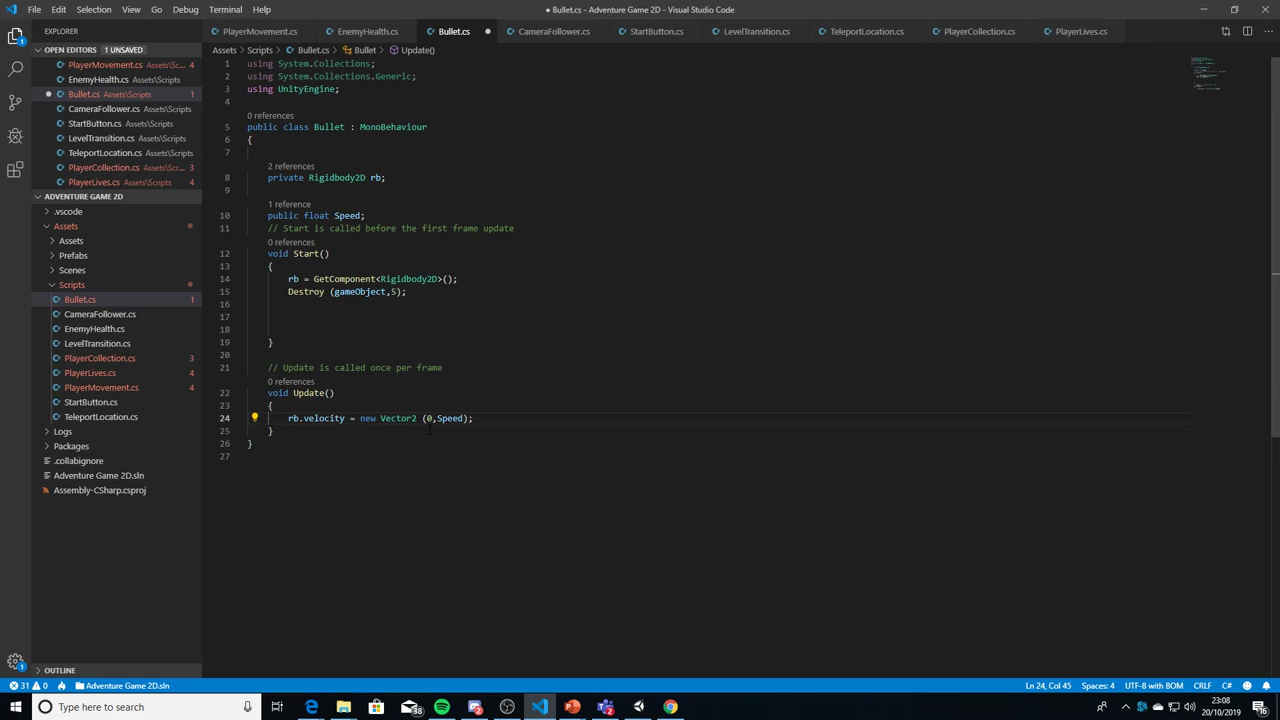 File Edit Selection View Go Debug Terminal Help
● Bullet.cs - Adventure Game 2D - Visual Studio Code
EXPLORER
OPEN EDITORS 1 UNSAVED
PlayerMovement.cs Assets\Scripts 4
EnemyHealth.cs Assets\Scripts
Bullet.cs Assets\Scripts 1
CameraFollower.cs Assets\Scripts
StartButton.cs Assets\Scripts
LevelTransition.cs Assets\Scripts
TeleportLocation.cs Assets\Scripts
PlayerCollection.cs Assets\Scr... 3
PlayerLives.cs Assets\Scripts 4
ADVENTURE GAME 2D
.vscode
Assets
Assets
Prefabs
Scenes
Scripts
Bullet.cs 1
CameraFollower.cs
EnemyHealth.cs
LevelTransition.cs
PlayerCollection.cs 3
PlayerLives.cs 4
PlayerMovement.cs 4
StartButton.cs
TeleportLocation.cs
Logs
Packages
.collabignore
Adventure Game 2D.sln
Assembly-CSharp.csproj
OUTLINE
PlayerMovement.cs EnemyHealth.cs Bullet.cs CameraFollower.cs StartButton.cs LevelTransition.cs TeleportLocation.cs PlayerCollection.cs PlayerLives.cs
Assets > Scripts > Bullet.cs > Bullet > Update()
1 using System.Collections;
2 using System.Collections.Generic;
3 using UnityEngine;
4
0 references
5 public class Bullet : MonoBehaviour
6 {
7
2 references
8 private Rigidbody2D rb;
9
1 reference
10 public float Speed;
11 // Start is called before the first frame update
0 references
12 void Start()
13 {
14 rb = GetComponent<Rigidbody2D>();
15 Destroy (gameObject,5);
16
17
18
19 }
20
21 // Update is called once per frame
0 references
22 void Update()
23 {
24 rb.velocity = new Vector2 (0,Speed);
25 }
26 }
27
31 0 Adventure Game 2D.sln
Ln 24, Col 45 Spaces: 4 UTF-8 with BOM CRLF C#
Type here to search
38
2
23:08
20/10/2019